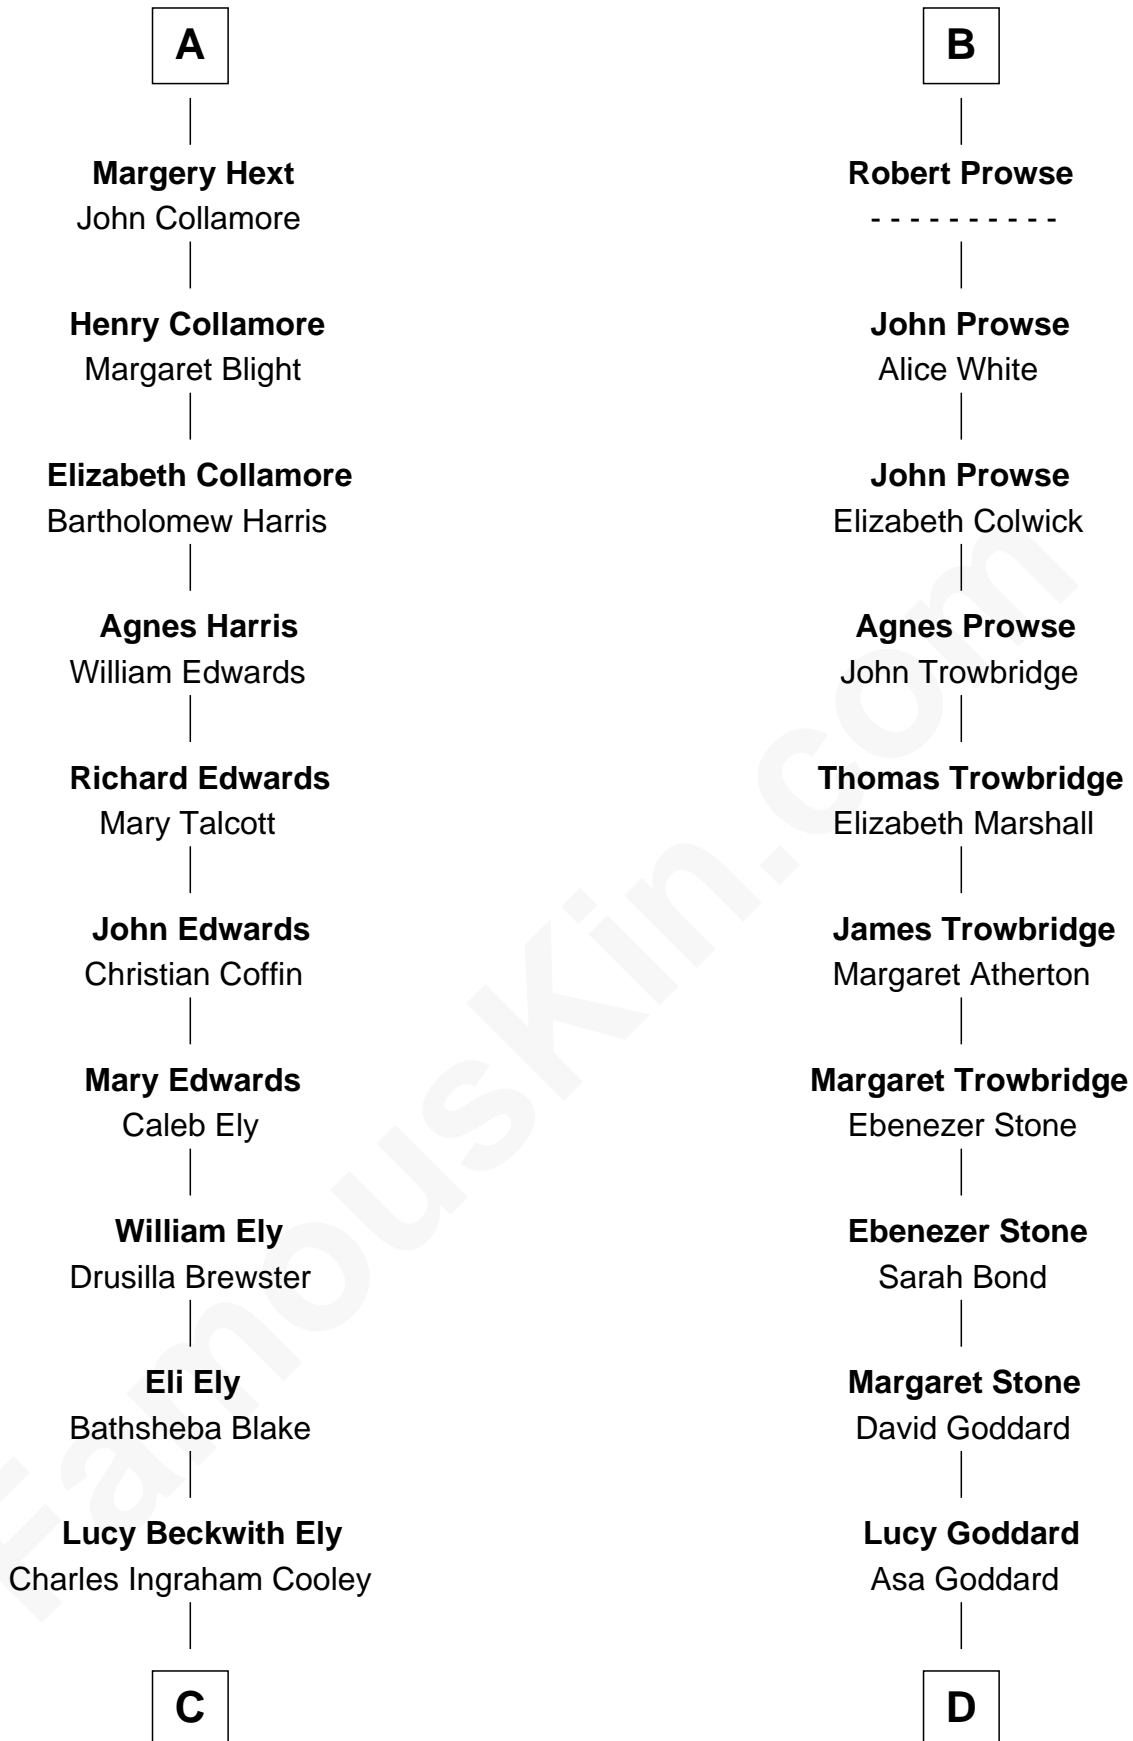 A
Margery Hext
John Collamore
Henry Collamore
Margaret Blight
Elizabeth Collamore
Bartholomew Harris
Agnes Harris
William Edwards
Richard Edwards
Mary Talcott
John Edwards
Christian Coffin
Mary Edwards
Caleb Ely
William Ely
Drusilla Brewster
Eli Ely
Bathsheba Blake
Lucy Beckwith Ely
Charles Ingraham Cooley
C
B
Robert Prowse
- - - - - - - - - -
John Prowse
Alice White
John Prowse
Elizabeth Colwick
Agnes Prowse
John Trowbridge
Thomas Trowbridge
Elizabeth Marshall
James Trowbridge
Margaret Atherton
Margaret Trowbridge
Ebenezer Stone
Ebenezer Stone
Sarah Bond
Margaret Stone
David Goddard
Lucy Goddard
Asa Goddard
D
FamousKin.com